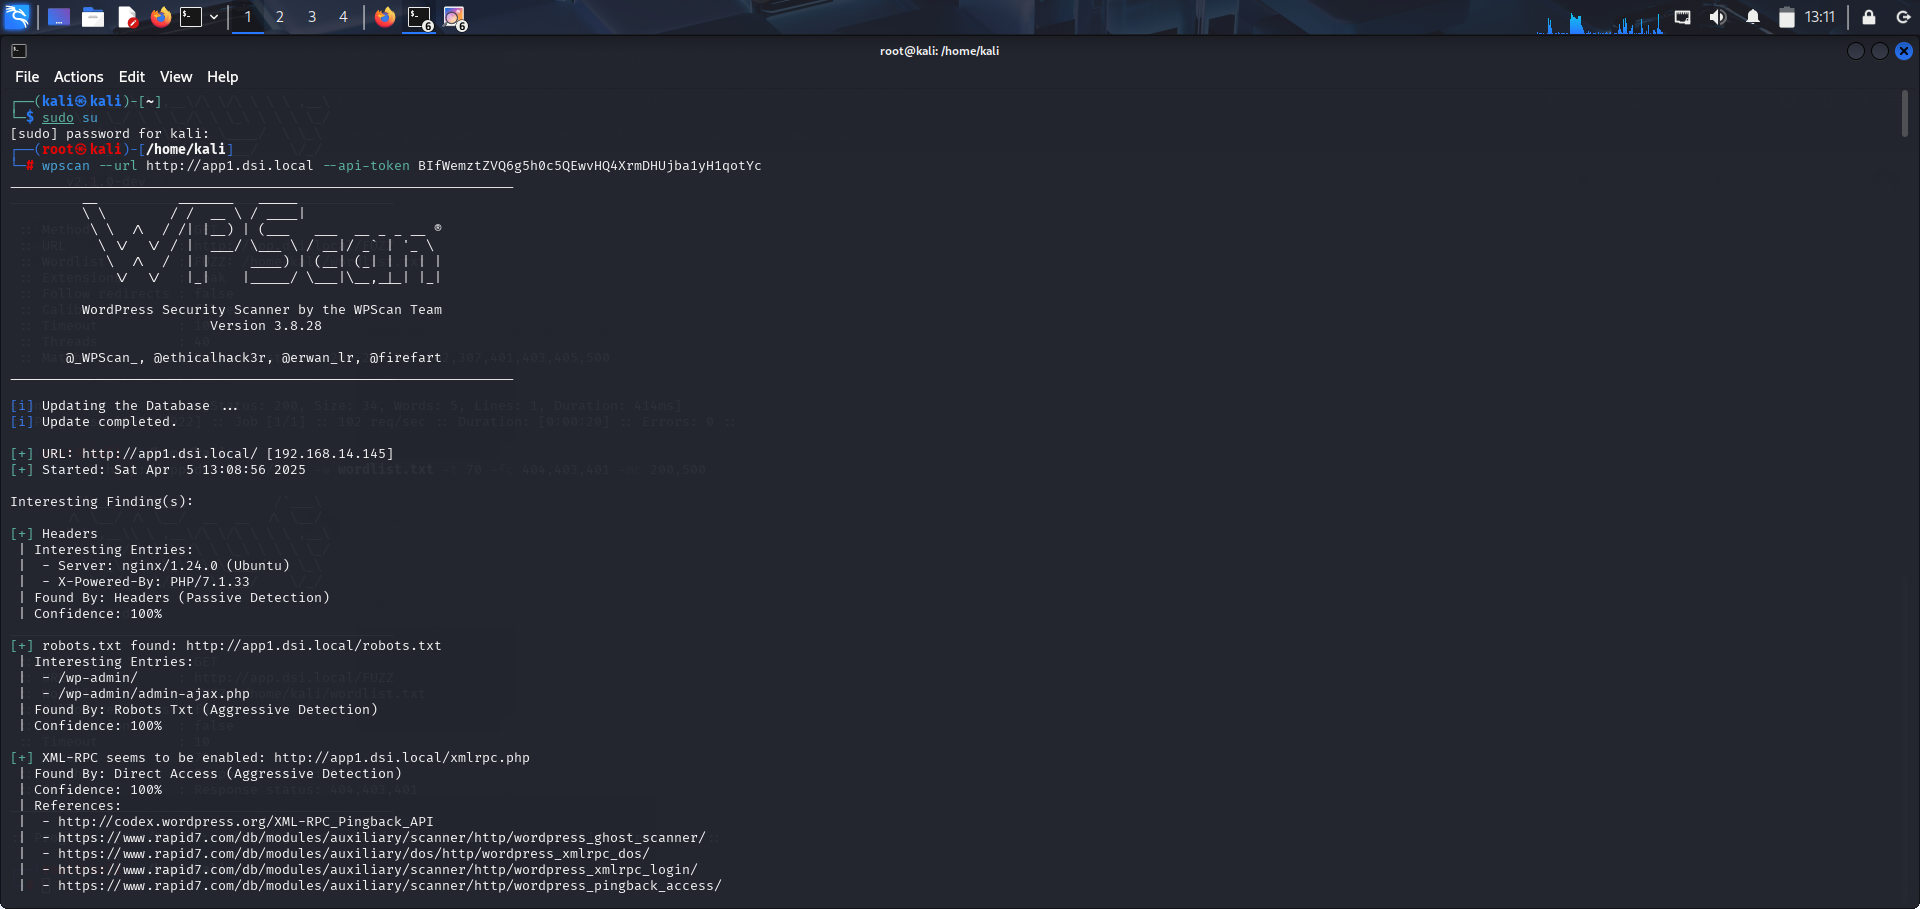 1 2 3 4 6 6 13:11
root@kali: /home/kali
File Actions Edit View Help
┌──(kali㉿kali)-[~]
└─$ sudo su
[sudo] password for kali:
┌──(root㉿kali)-[/home/kali]
└─# wpscan --url http://app1.dsi.local --api-token BIfWemztZVQ6g5h0c5QEwvHQ4XrmDHUjba1yH1qotYc
WPScan ®
WordPress Security Scanner by the WPScan Team
Version 3.8.28
@_WPScan_, @ethicalhack3r, @erwan_lr, @firefart
[i] Updating the Database ...
[i] Update completed.
[+] URL: http://app1.dsi.local/ [192.168.14.145]
[+] Started: Sat Apr  5 13:08:56 2025
Interesting Finding(s):
[+] Headers
| Interesting Entries:
|  - Server: nginx/1.24.0 (Ubuntu)
|  - X-Powered-By: PHP/7.1.33
| Found By: Headers (Passive Detection)
| Confidence: 100%
[+] robots.txt found: http://app1.dsi.local/robots.txt
| Interesting Entries:
|  - /wp-admin/
|  - /wp-admin/admin-ajax.php
| Found By: Robots Txt (Aggressive Detection)
| Confidence: 100%
[+] XML-RPC seems to be enabled: http://app1.dsi.local/xmlrpc.php
| Found By: Direct Access (Aggressive Detection)
| Confidence: 100%
| References:
|  - http://codex.wordpress.org/XML-RPC_Pingback_API
|  - https://www.rapid7.com/db/modules/auxiliary/scanner/http/wordpress_ghost_scanner/
|  - https://www.rapid7.com/db/modules/auxiliary/dos/http/wordpress_xmlrpc_dos/
|  - https://www.rapid7.com/db/modules/auxiliary/scanner/http/wordpress_xmlrpc_login/
|  - https://www.rapid7.com/db/modules/auxiliary/scanner/http/wordpress_pingback_access/